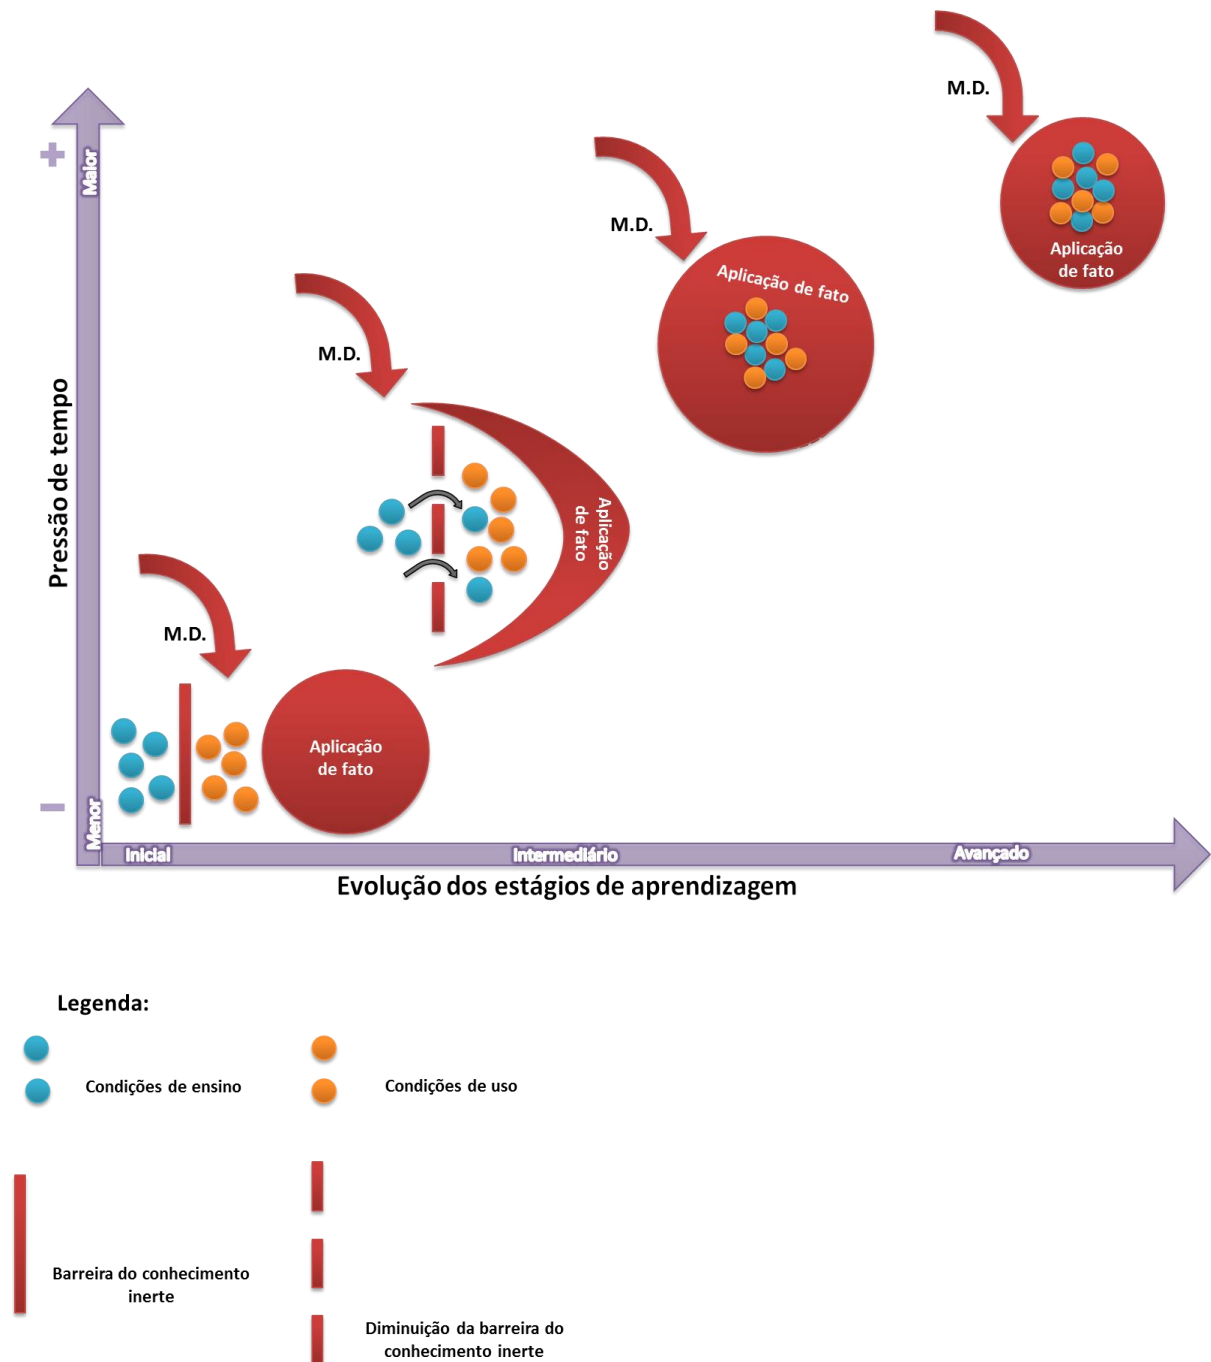 M.D.
Maior
M.D.
Aplicação
de fato
Aplicação de fato
M.D.
Pressão de tempo
Aplicação
de fato
M.D.
Aplicação
de fato
Menor
Inicial
Intermediário
Avançado
Evolução dos estágios de aprendizagem
Legenda:
Condições de ensino
Condições de uso
Barreira do conhecimento
inerte
Diminuição da barreira do
conhecimento inerte